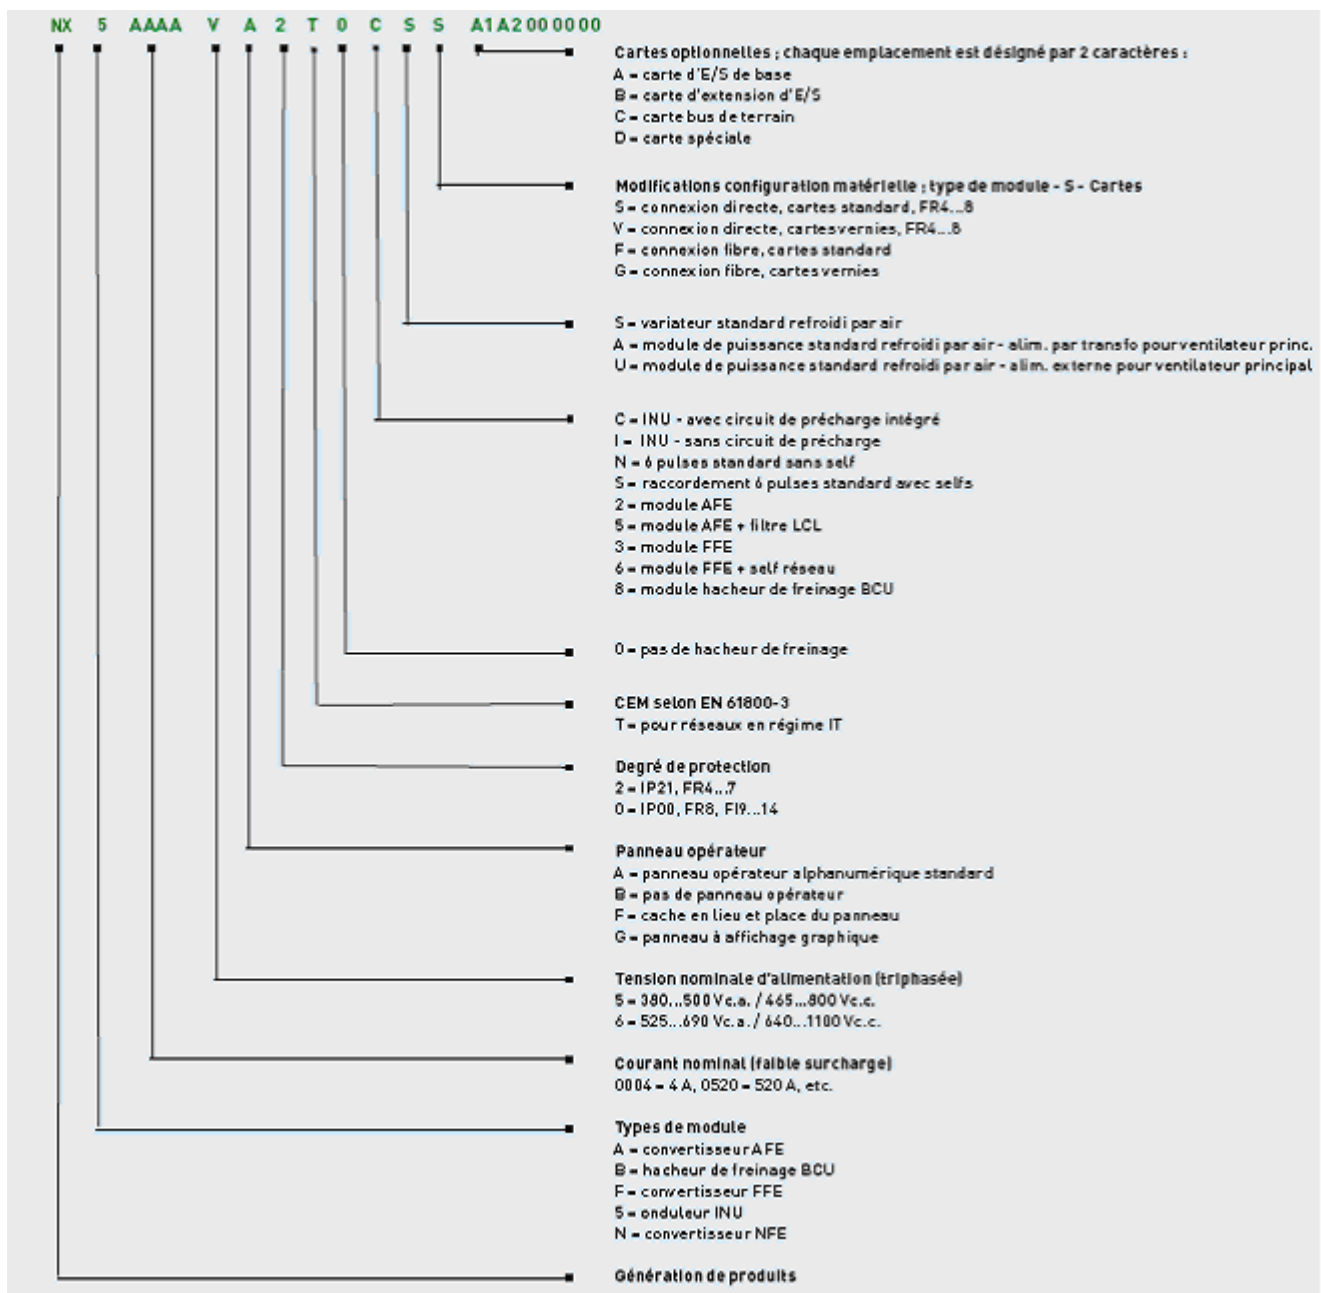 NX 5 AAAA V A 2 T 0 C S S A1A2000000
Cartes optionnelles ; chaque emplacement est désigné par 2 caractères :
A = carte d'E/S de base
B = carte d'extension d'E/S
C = carte bus de terrain
D = carte spéciale
Modifications configuration matérielle ; type de module - S - Cartes
S = connexion directe, cartes standard, FR4...8
V = connexion directe, cartes vernies, FR4...8
F = connexion fibre, cartes standard
G = connexion fibre, cartes vernies
S = variateur standard refroidi par air
A = module de puissance standard refroidi par air - alim. par transfo pour ventilateur princ.
U = module de puissance standard refroidi par air - alim. externe pour ventilateur principal
C = INU - avec circuit de précharge intégré
I = INU - sans circuit de précharge
N = 6 pulses standard sans self
S = raccordement 6 pulses standard avec selfs
2 = module AFE
5 = module AFE + filtre LCL
3 = module FFE
6 = module FFE + self réseau
8 = module hacheur de freinage BCU
0 = pas de hacheur de freinage
CEM selon EN 61800-3
T = pour réseaux en régime IT
Degré de protection
2 = IP21, FR4...7
0 = IP00, FR8, FI9...14
Panneau opérateur
A = panneau opérateur alphanumérique standard
B = pas de panneau opérateur
F = cache en lieu et place du panneau
G = panneau à affichage graphique
Tension nominale d'alimentation (triphasée)
5 = 380...500 Vc.a. / 465...800 Vc.c.
6 = 525...690 Vc.a. / 640...1100 Vc.c.
Courant nominal (faible surcharge)
0004 = 4 A, 0520 = 520 A, etc.
Types de module
A = convertisseur AFE
B = hacheur de freinage BCU
F = convertisseur FFE
5 = onduleur INU
N = convertisseur NFE
Génération de produits